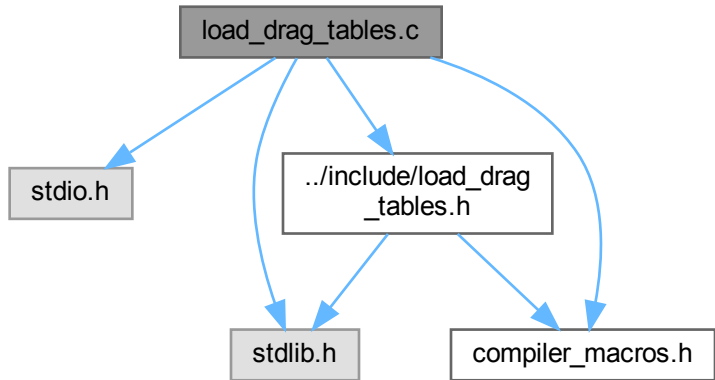 load_drag_tables.c
stdio.h
../include/load_drag
_tables.h
stdlib.h
compiler_macros.h